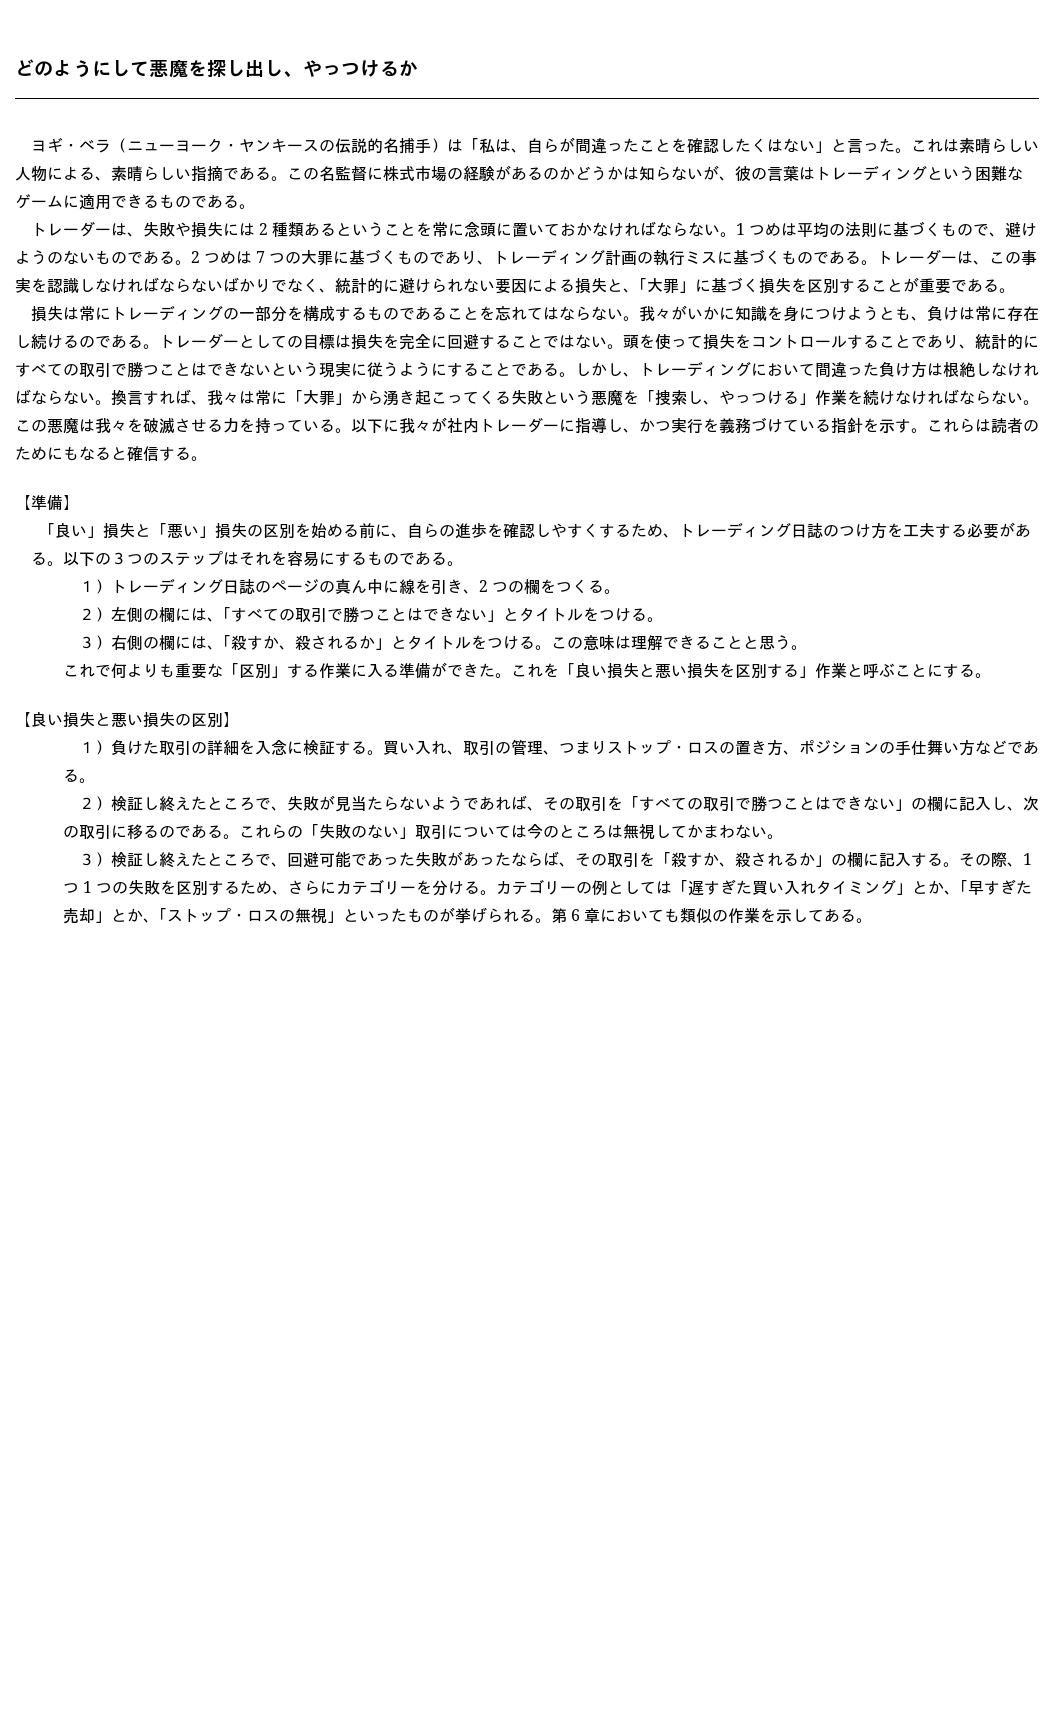 どのようにして悪魔を探し出し、やっつけるか
ヨギ・ベラ（ニューヨーク・ヤンキースの伝説的名捕手）は「私は、自らが間違ったことを確認したくはない」と言った。これは素晴らしい
人物による、素晴らしい指摘である。この名監督に株式市場の経験があるのかどうかは知らないが、彼の言葉はトレーディングという困難な
ゲームに適用できるものである。
トレーダーは、失敗や損失には 2 種類あるということを常に念頭に置いておかなければならない。1 つめは平均の法則に基づくもので、避け
ようのないものである。2 つめは 7 つの大罪に基づくものであり、トレーディング計画の執行ミスに基づくものである。トレーダーは、この事
実を認識しなければならないばかりでなく、統計的に避けられない要因による損失と、「大罪」に基づく損失を区別することが重要である。
損失は常にトレーディングの一部分を構成するものであることを忘れてはならない。我々がいかに知識を身につけようとも、負けは常に存在
し続けるのである。トレーダーとしての目標は損失を完全に回避することではない。頭を使って損失をコントロールすることであり、統計的に
すべての取引で勝つことはできないという現実に従うようにすることである。しかし、トレーディングにおいて間違った負け方は根絶しなけれ
ばならない。換言すれば、我々は常に「大罪」から湧き起こってくる失敗という悪魔を「捜索し、やっつける」作業を続けなければならない。
この悪魔は我々を破滅させる力を持っている。以下に我々が社内トレーダーに指導し、かつ実行を義務づけている指針を示す。これらは読者の
ためにもなると確信する。
【準備】
「良い」損失と「悪い」損失の区別を始める前に、自らの進歩を確認しやすくするため、トレーディング日誌のつけ方を工夫する必要があ
る。以下の３つのステップはそれを容易にするものである。
１）トレーディング日誌のページの真ん中に線を引き、2 つの欄をつくる。
２）左側の欄には、「すべての取引で勝つことはできない」とタイトルをつける。
３）右側の欄には、「殺すか、殺されるか」とタイトルをつける。この意味は理解できることと思う。
これで何よりも重要な「区別」する作業に入る準備ができた。これを「良い損失と悪い損失を区別する」作業と呼ぶことにする。
【良い損失と悪い損失の区別】
１）負けた取引の詳細を入念に検証する。買い入れ、取引の管理、つまりストップ・ロスの置き方、ポジションの手仕舞い方などであ
る。
２）検証し終えたところで、失敗が見当たらないようであれば、その取引を「すべての取引で勝つことはできない」の欄に記入し、次
の取引に移るのである。これらの「失敗のない」取引については今のところは無視してかまわない。
３）検証し終えたところで、回避可能であった失敗があったならば、その取引を「殺すか、殺されるか」の欄に記入する。その際、1
つ 1 つの失敗を区別するため、さらにカテゴリーを分ける。カテゴリーの例としては「遅すぎた買い入れタイミング」とか、「早すぎた
売却」とか、「ストップ・ロスの無視」といったものが挙げられる。第 6 章においても類似の作業を示してある。